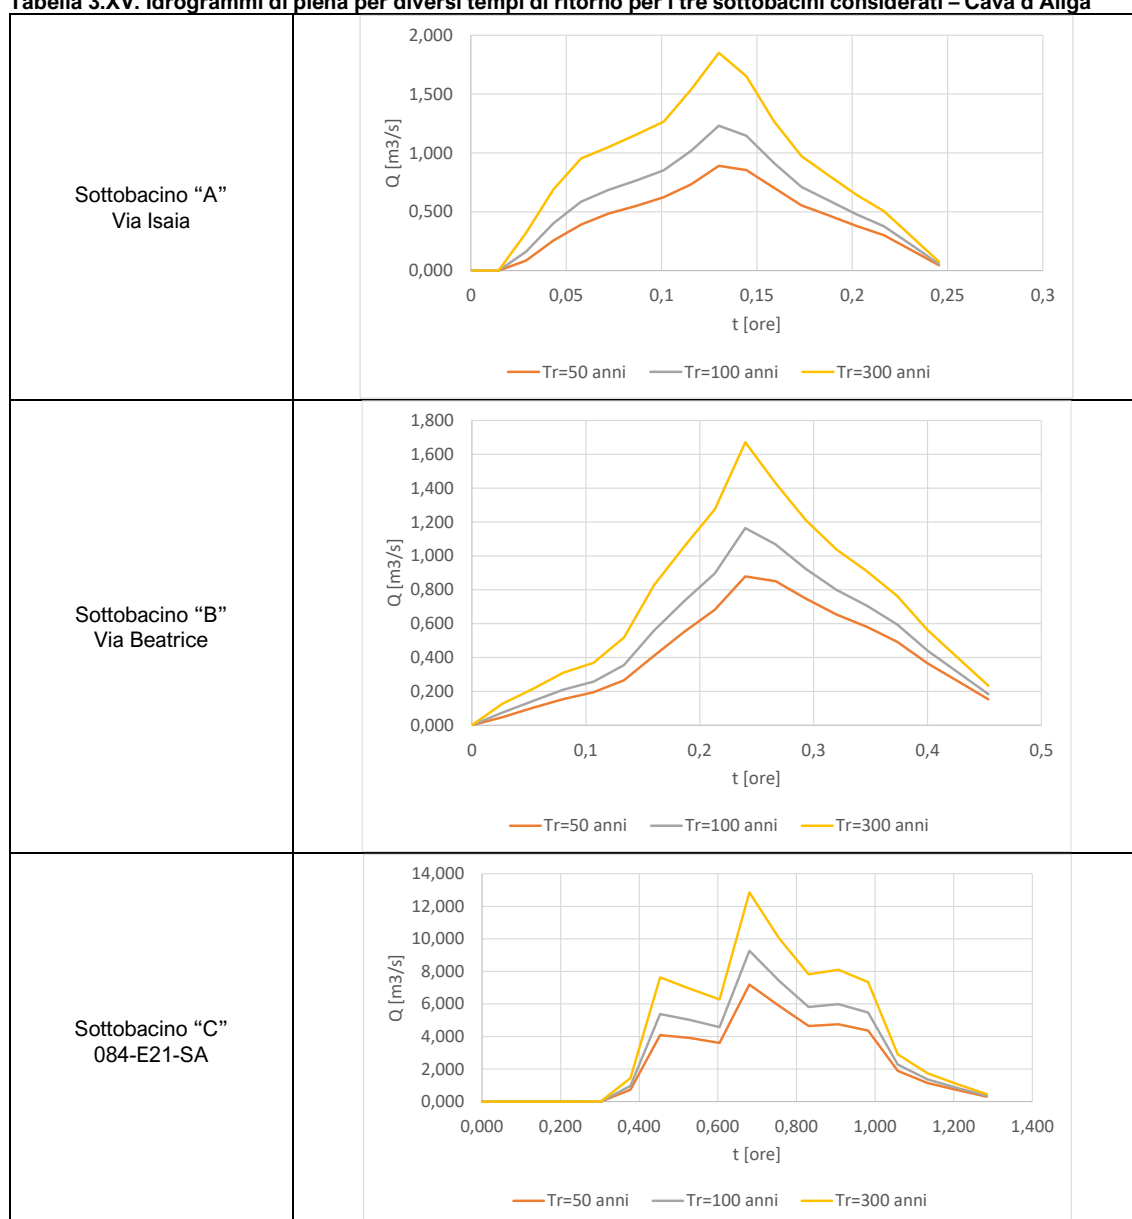 Tabella 3.XV. Idrogrammi di piena per diversi tempi di ritorno per i tre sottobacini considerati – Cava d'Aliga
Sottobacino “A”
Via Isaia
2,000
1,500
1,000
0,500
0,000
Q [m3/s]
0 0,05 0,1 0,15 0,2 0,25 0,3
t [ore]
Tr=50 anni Tr=100 anni Tr=300 anni
Sottobacino “B”
Via Beatrice
1,800
1,600
1,400
1,200
1,000
0,800
0,600
0,400
0,200
0,000
Q [m3/s]
0 0,1 0,2 0,3 0,4 0,5
t [ore]
Tr=50 anni Tr=100 anni Tr=300 anni
Sottobacino “C”
084-E21-SA
14,000
12,000
10,000
8,000
6,000
4,000
2,000
0,000
Q [m3/s]
0,000 0,200 0,400 0,600 0,800 1,000 1,200 1,400
t [ore]
Tr=50 anni Tr=100 anni Tr=300 anni